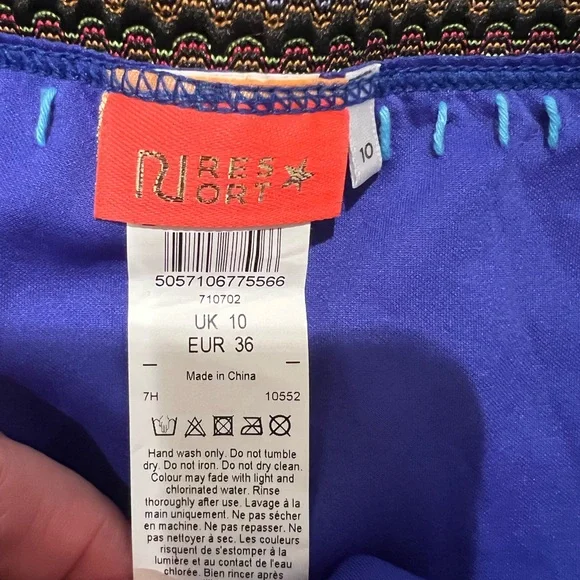 RES
ORT
10
5057106775566
710702
UK 10
EUR 36
Made in China
7H 10552
Hand wash only. Do not tumble
dry. Do not iron. Do not dry clean.
Colour may fade with light and
chlorinated water. Rinse
thoroughly after use. Lavage à la
main uniquement. Ne pas sécher
en machine. Ne pas repasser. Ne
pas nettoyer à sec. Les couleurs
risquent de s'estomper à la
lumière et au contact de l'eau
chlorée. Bien rincer après